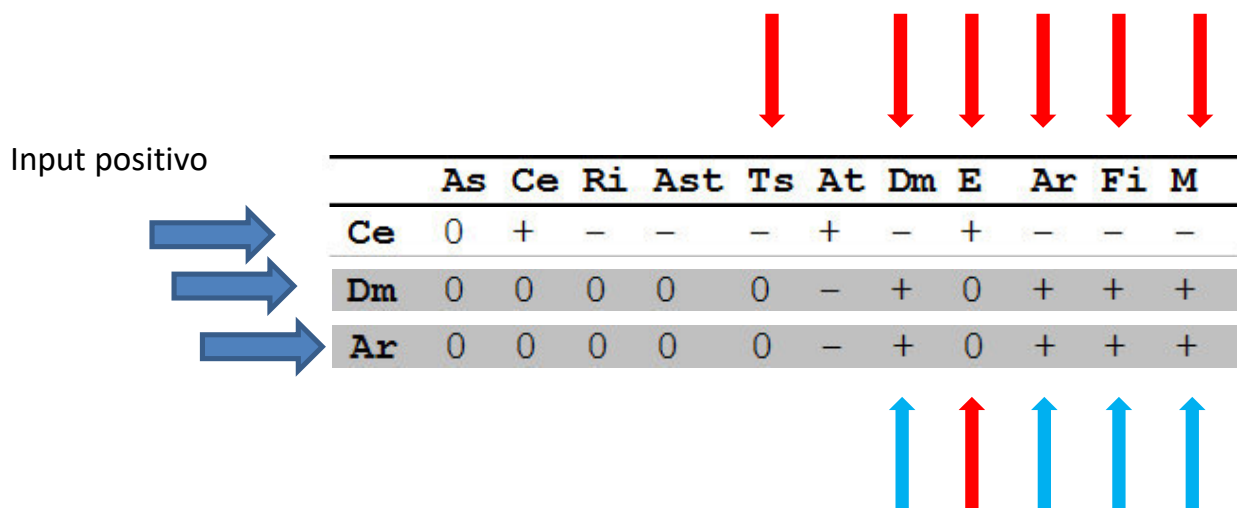 Input positivo
As Ce Ri Ast Ts At Dm E Ar Fi M
Ce 0 + − − − + − + − − −
Dm 0 0 0 0 0 − + 0 + + +
Ar 0 0 0 0 0 − + 0 + + +